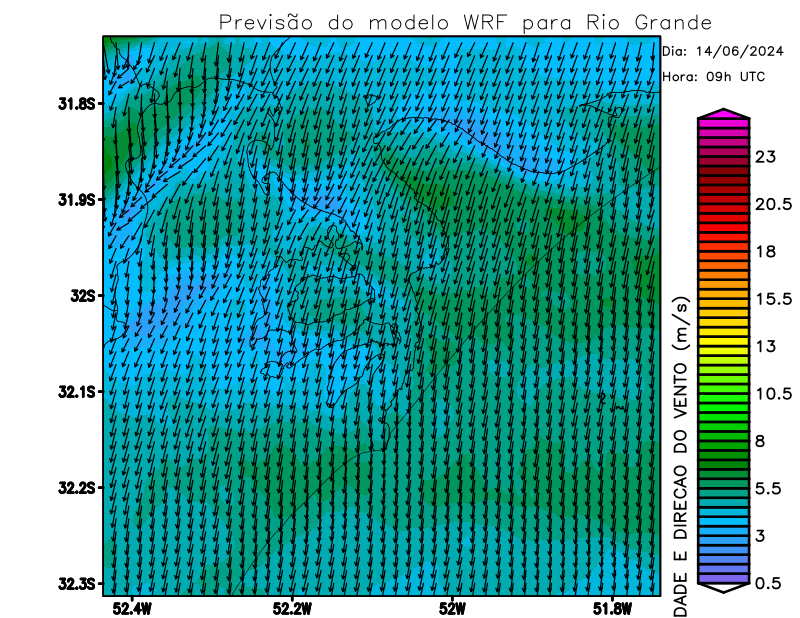 Previsão do modelo WRF para Rio Grande
Dia: 14/06/2024
Hora: 09h UTC
31.8S
31.9S
32S
32.1S
32.2S
32.3S
52.4W
52.2W
52W
51.8W
23
20.5
18
15.5
13
10.5
8
5.5
3
0.5
DADE E DIRECAO DO VENTO (m/s)